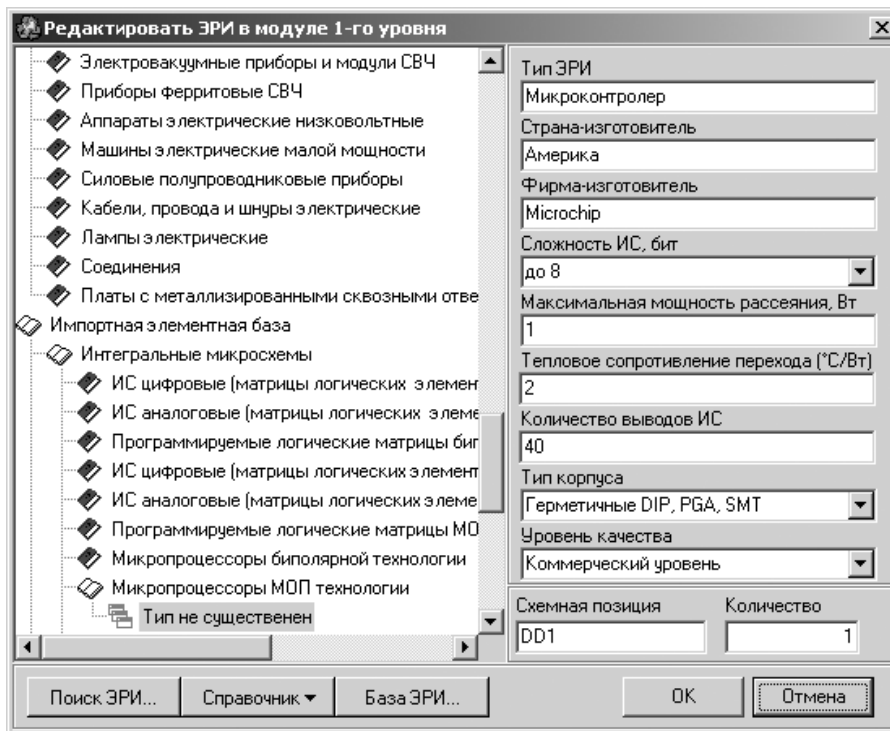 Редактировать ЭРИ в модуле 1-го уровня
Электровакуумные приборы и модули СВЧ
Приборы ферритовые СВЧ
Аппараты электрические низковольтные
Машины электрические малой мощности
Силовые полупроводниковые приборы
Кабели, провода и шнуры электрические
Лампы электрические
Соединения
Платы с металлизированными сквозными отве
Импортная элементная база
Интегральные микросхемы
ИС цифровые (матрицы логических элемен
ИС аналоговые (матрицы логических элеме
Программируемые логические матрицы бип
ИС цифровые (матрицы логических элемент
ИС аналоговые (матрицы логических элеме
Программируемые логические матрицы МО
Микропроцессоры биполярной технологии
Микропроцессоры МОП технологии
Тип не существенен
Тип ЭРИ
Микроконтролер
Страна-изготовитель
Америка
Фирма-изготовитель
Microchip
Сложность ИС, бит
до 8
Максимальная мощность рассеяния, Вт
1
Тепловое сопротивление перехода (°С/Вт)
2
Количество выводов ИС
40
Тип корпуса
Герметичные DIP, PGA, SMT
Уровень качества
Коммерческий уровень
Схемная позиция Количество
DD1 1
Поиск ЭРИ... Справочник База ЭРИ... OK Отмена